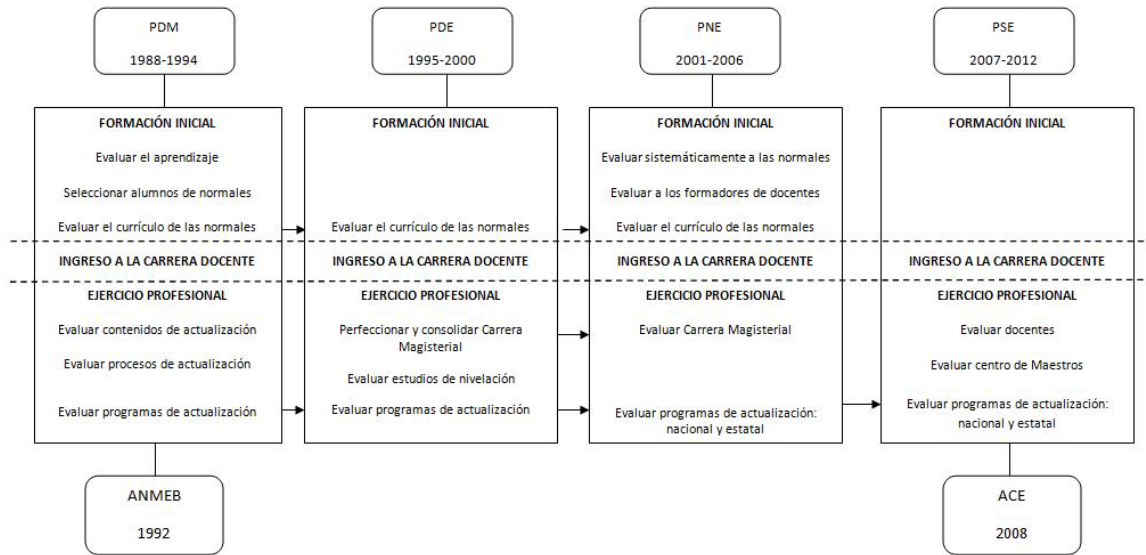 PDM
1988-1994
FORMACIÓN INICIAL
Evaluar el aprendizaje
Seleccionar alumnos de normales
Evaluar el currículo de las normales
INGRESO A LA CARRERA DOCENTE
EJERCICIO PROFESIONAL
Evaluar contenidos de actualización
Evaluar procesos de actualización
Evaluar programas de actualización
ANMEB
1992
PDE
1995-2000
FORMACIÓN INICIAL
Evaluar el currículo de las normales
INGRESO A LA CARRERA DOCENTE
EJERCICIO PROFESIONAL
Perfeccionar y consolidar Carrera
Magisterial
Evaluar estudios de nivelación
Evaluar programas de actualización
PNE
2001-2006
FORMACIÓN INICIAL
Evaluar sistemáticamente a las normales
Evaluar a los formadores de docentes
Evaluar el currículo de las normales
INGRESO A LA CARRERA DOCENTE
EJERCICIO PROFESIONAL
Evaluar Carrera Magisterial
Evaluar programas de actualización:
nacional y estatal
PSE
2007-2012
FORMACIÓN INICIAL
INGRESO A LA CARRERA DOCENTE
EJERCICIO PROFESIONAL
Evaluar docentes
Evaluar centro de Maestros
Evaluar programas de actualización:
nacional y estatal
ACE
2008